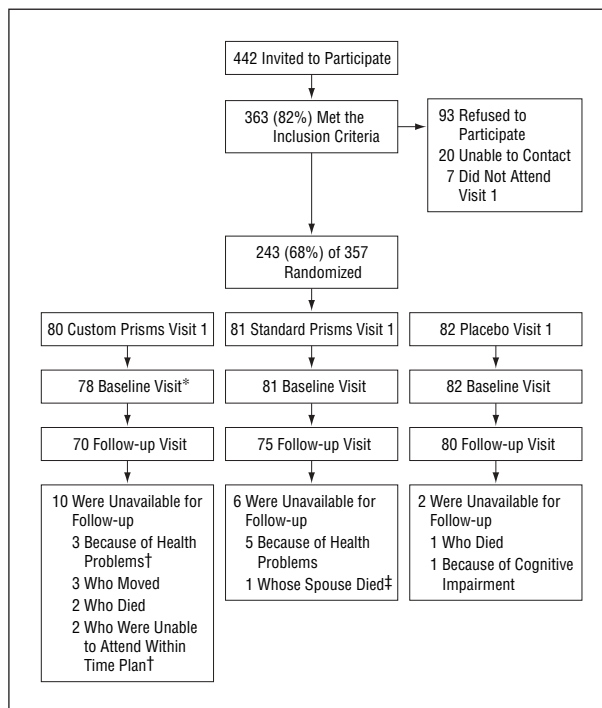 442 Invited to Participate
363 (82%) Met the
Inclusion Criteria
93 Refused to
Participate
20 Unable to Contact
7 Did Not Attend
Visit 1
243 (68%) of 357
Randomized
80 Custom Prisms Visit 1
81 Standard Prisms Visit 1
82 Placebo Visit 1
78 Baseline Visit*
81 Baseline Visit
82 Baseline Visit
70 Follow-up Visit
75 Follow-up Visit
80 Follow-up Visit
10 Were Unavailable for
Follow-up
3 Because of Health
Problems†
3 Who Moved
2 Who Died
2 Who Were Unable
to Attend Within
Time Plan†
6 Were Unavailable for
Follow-up
5 Because of Health
Problems
1 Whose Spouse Died‡
2 Were Unavailable for
Follow-up
1 Who Died
1 Because of Cognitive
Impairment